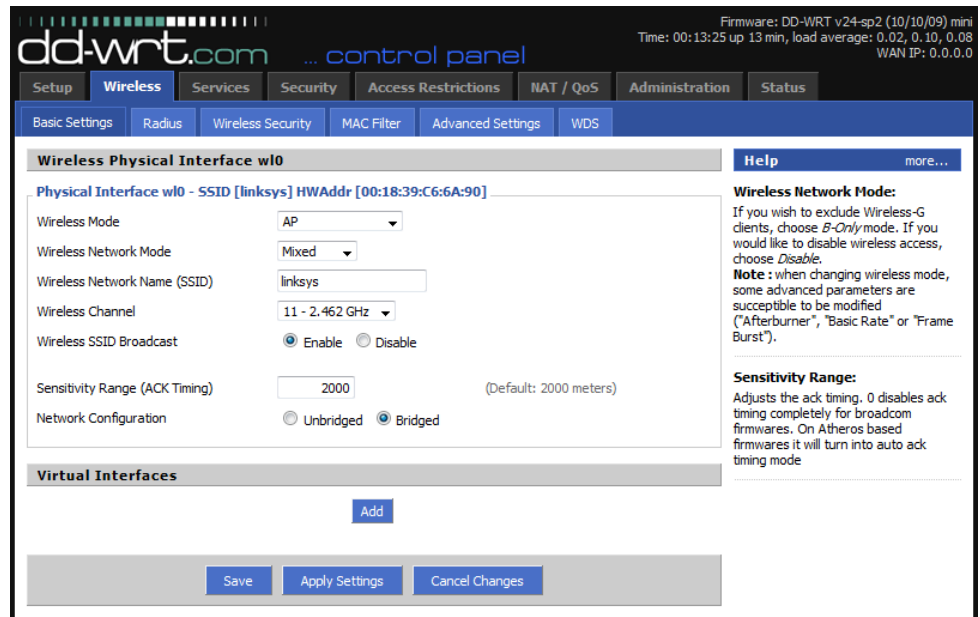 Firmware: DD-WRT v24-sp2 (10/10/09) mini
Time: 00:13:25 up 13 min, load average: 0.02, 0.10, 0.08
WAN IP: 0.0.0.0
dd-wrt.com ... control panel
Setup Wireless Services Security Access Restrictions NAT / QoS Administration Status
Basic Settings Radius Wireless Security MAC Filter Advanced Settings WDS
Wireless Physical Interface wl0
Physical Interface wl0 - SSID [linksys] HWAddr [00:18:39:C6:6A:90]
Wireless Mode AP
Wireless Network Mode Mixed
Wireless Network Name (SSID) linksys
Wireless Channel 11 - 2.462 GHz
Wireless SSID Broadcast Enable Disable
Sensitivity Range (ACK Timing) 2000 (Default: 2000 meters)
Network Configuration Unbridged Bridged
Virtual Interfaces
Add
Save Apply Settings Cancel Changes
Help more...
Wireless Network Mode:
If you wish to exclude Wireless-G
clients, choose B-Only mode. If you
would like to disable wireless access,
choose Disable.
Note : when changing wireless mode,
some advanced parameters are
succeptible to be modified
("Afterburner", "Basic Rate" or "Frame
Burst").
Sensitivity Range:
Adjusts the ack timing. 0 disables ack
timing completely for broadcom
firmwares. On Atheros based
firmwares it will turn into auto ack
timing mode